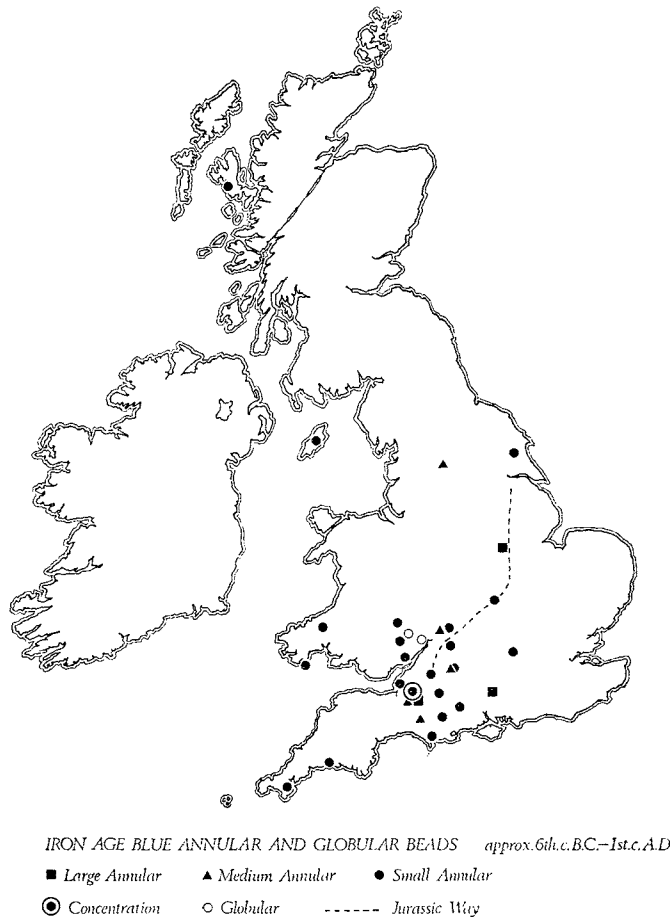 IRON AGE BLUE ANNULAR AND GLOBULAR BEADS approx. 6th. c. B.C.–1st. c. A.D
Large Annular Medium Annular Small Annular
Concentration Globular Jurassic Way